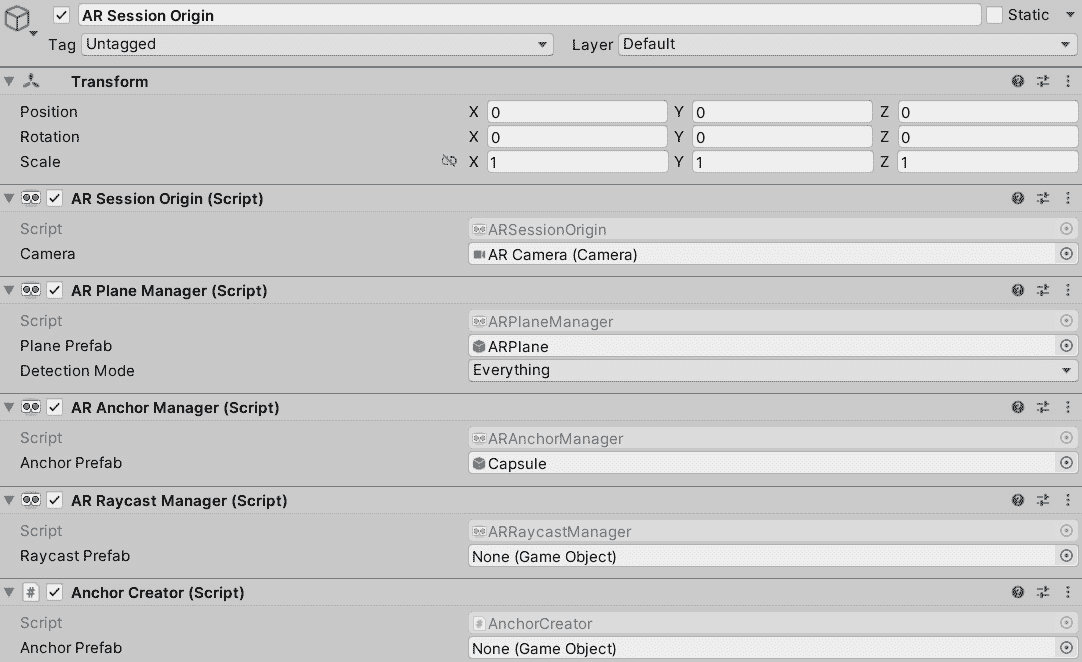 AR Session Origin Static
Tag Untagged Layer Default
Transform
Position X 0 Y 0 Z 0
Rotation X 0 Y 0 Z 0
Scale X 1 Y 1 Z 1
AR Session Origin (Script)
Script ARSessionOrigin
Camera AR Camera (Camera)
AR Plane Manager (Script)
Script ARPlaneManager
Plane Prefab ARPlane
Detection Mode Everything
AR Anchor Manager (Script)
Script ARAnchorManager
Anchor Prefab Capsule
AR Raycast Manager (Script)
Script ARRaycastManager
Raycast Prefab None (Game Object)
# Anchor Creator (Script)
Script # AnchorCreator
Anchor Prefab None (Game Object)